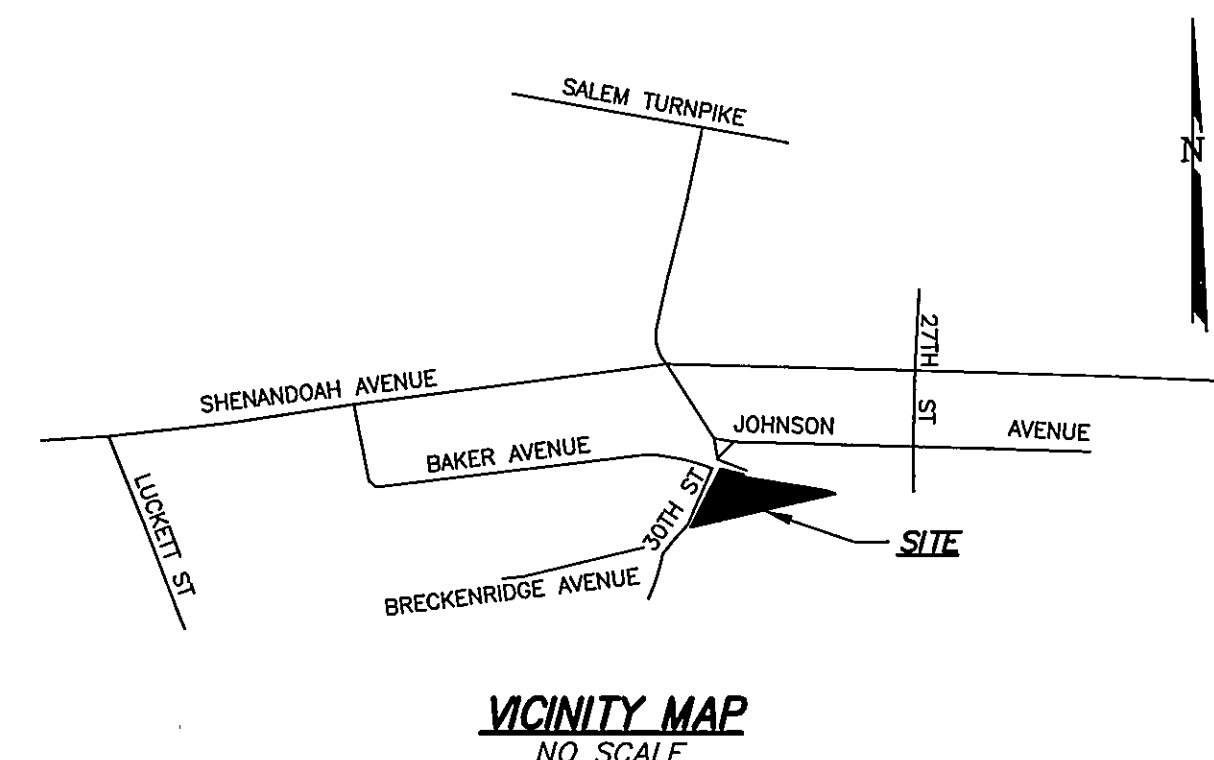 SALEM TURNPIKE
N
27TH ST
SHENANDOAH AVENUE
JOHNSON AVENUE
BAKER AVENUE
LUCKETT ST
30TH ST
SITE
BRECKENRIDGE AVENUE
VICINITY MAP
NO SCALE